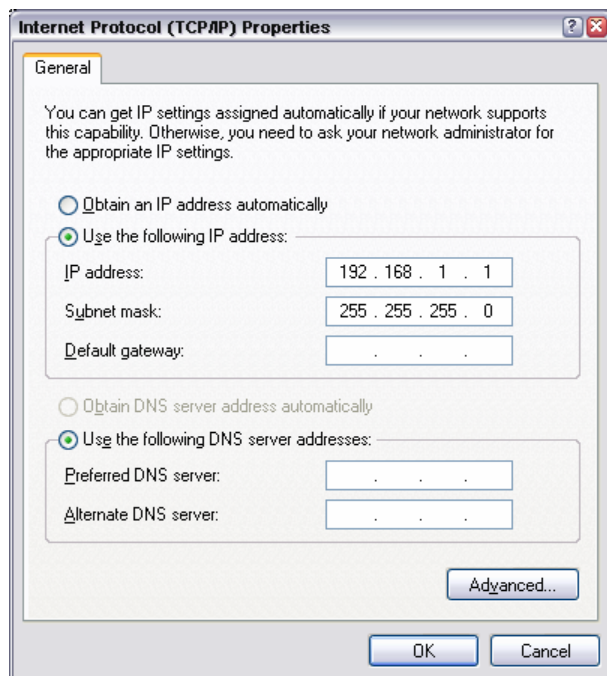 Internet Protocol (TCP/IP) Properties
General
You can get IP settings assigned automatically if your network supports
this capability. Otherwise, you need to ask your network administrator for
the appropriate IP settings.
Obtain an IP address automatically
Use the following IP address:
IP address: 192 . 168 . 1 . 1
Subnet mask: 255 . 255 . 255 . 0
Default gateway: . . .
Obtain DNS server address automatically
Use the following DNS server addresses:
Preferred DNS server: . . .
Alternate DNS server: . . .
Advanced...
OK Cancel